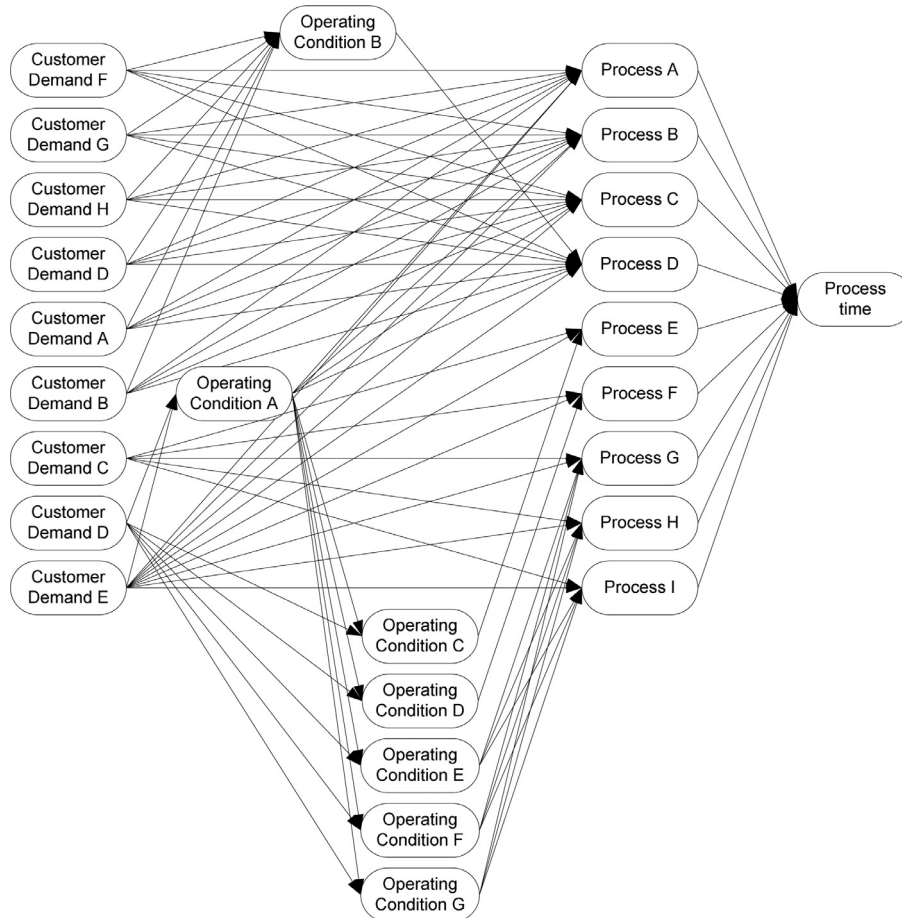 Operating
Condition B
Customer
Demand F
Process A
Customer
Demand G
Process B
Customer
Demand H
Process C
Customer
Demand D
Process D
Process
time
Customer
Demand A
Process E
Customer
Demand B
Operating
Condition A
Process F
Customer
Demand C
Process G
Customer
Demand D
Process H
Customer
Demand E
Process I
Operating
Condition C
Operating
Condition D
Operating
Condition E
Operating
Condition F
Operating
Condition G